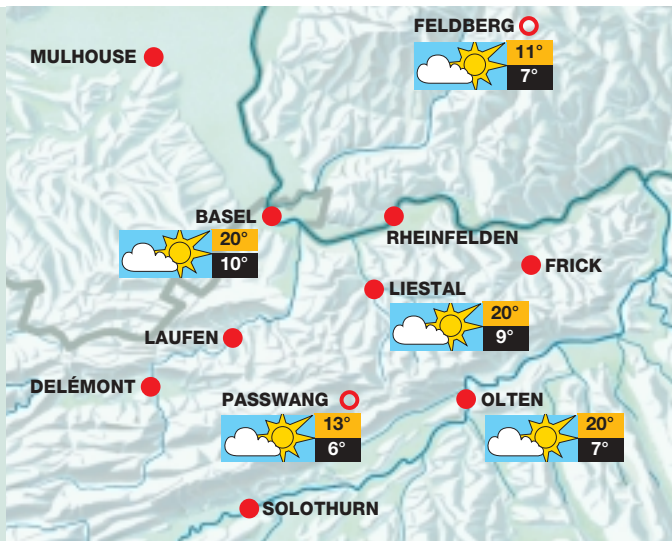 FELDBERG
11°
7°
MULHOUSE
BASEL
20°
10°
RHEINFELDEN
FRICK
LIESTAL
20°
9°
LAUFEN
DELÉMONT
PASSWANG
13°
6°
OLTEN
20°
7°
SOLOTHURN